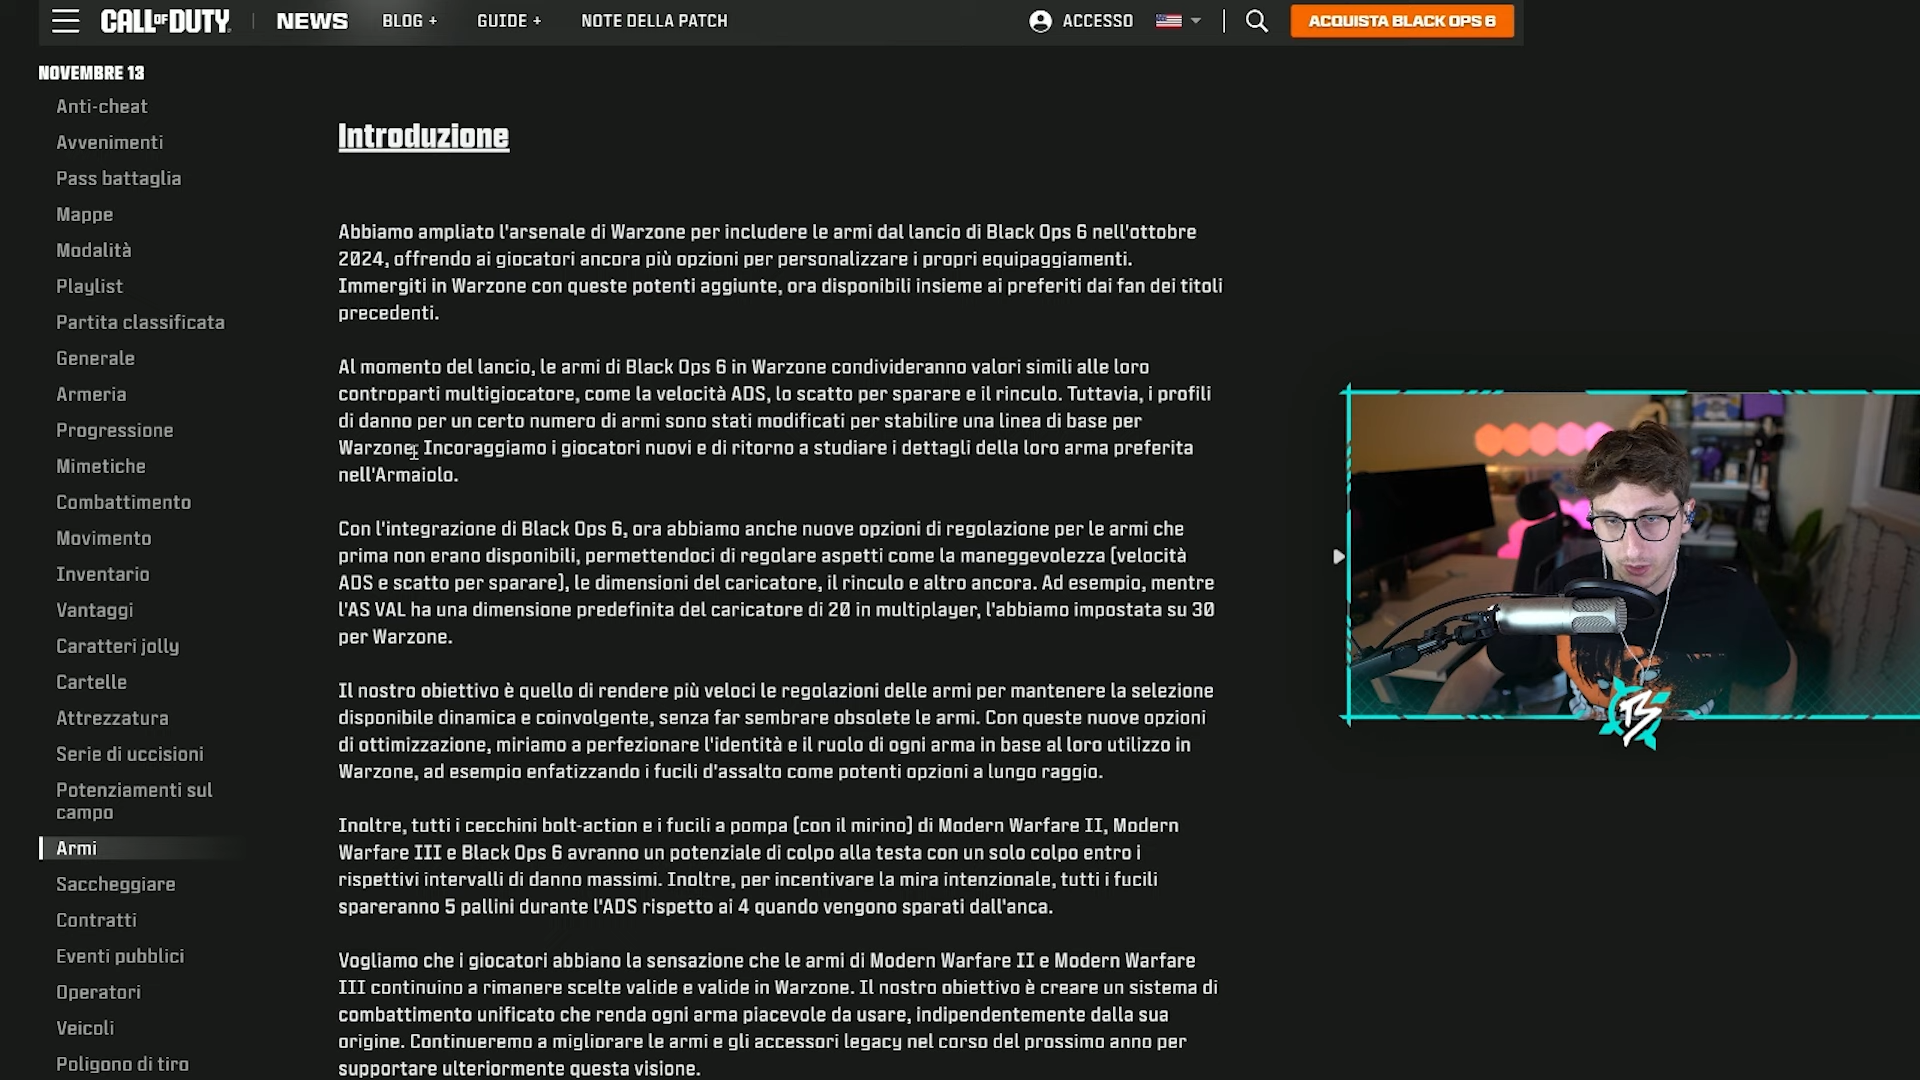 CALL OF DUTY
NEWS
BLOG +
GUIDE +
NOTE DELLA PATCH
ACCESSO
ACQUISTA BLACK OPS 6
NOVEMBRE 13
Anti-cheat
Avvenimenti
Pass battaglia
Mappe
Modalità
Playlist
Partita classificata
Generale
Armeria
Progressione
Mimetiche
Combattimento
Movimento
Inventario
Vantaggi
Caratteri jolly
Cartelle
Attrezzatura
Serie di uccisioni
Potenziamenti sul
campo
Armi
Saccheggiare
Contratti
Eventi pubblici
Operatori
Veicoli
Poligono di tiro
Introduzione
Abbiamo ampliato l'arsenale di Warzone per includere le armi dal lancio di Black Ops 6 nell'ottobre
2024, offrendo ai giocatori ancora più opzioni per personalizzare i propri equipaggiamenti.
Immergiti in Warzone con queste potenti aggiunte, ora disponibili insieme ai preferiti dai fan dei titoli
precedenti.
Al momento del lancio, le armi di Black Ops 6 in Warzone condivideranno valori simili alle loro
controparti multigiocatore, come la velocità ADS, lo scatto per sparare e il rinculo. Tuttavia, i profili
di danno per un certo numero di armi sono stati modificati per stabilire una linea di base per
Warzone. Incoraggiamo i giocatori nuovi e di ritorno a studiare i dettagli della loro arma preferita
nell'Armaiolo.
Con l'integrazione di Black Ops 6, ora abbiamo anche nuove opzioni di regolazione per le armi che
prima non erano disponibili, permettendoci di regolare aspetti come la maneggevolezza (velocità
ADS e scatto per sparare), le dimensioni del caricatore, il rinculo e altro ancora. Ad esempio, mentre
l'AS VAL ha una dimensione predefinita del caricatore di 20 in multiplayer, l'abbiamo impostata su 30
per Warzone.
Il nostro obiettivo è quello di rendere più veloci le regolazioni delle armi per mantenere la selezione
disponibile dinamica e coinvolgente, senza far sembrare obsolete le armi. Con queste nuove opzioni
di ottimizzazione, miriamo a perfezionare l'identità e il ruolo di ogni arma in base al loro utilizzo in
Warzone, ad esempio enfatizzando i fucili d'assalto come potenti opzioni a lungo raggio.
Inoltre, tutti i cecchini bolt-action e i fucili a pompa (con il mirino) di Modern Warfare II, Modern
Warfare III e Black Ops 6 avranno un potenziale di colpo alla testa con un solo colpo entro i
rispettivi intervalli di danno massimi. Inoltre, per incentivare la mira intenzionale, tutti i fucili
spareranno 5 pallini durante l'ADS rispetto ai 4 quando vengono sparati dall'anca.
Vogliamo che i giocatori abbiano la sensazione che le armi di Modern Warfare II e Modern Warfare
III continuino a rimanere scelte valide e valide in Warzone. Il nostro obiettivo è creare un sistema di
combattimento unificato che renda ogni arma piacevole da usare, indipendentemente dalla sua
origine. Continueremo a migliorare le armi e gli accessori legacy nel corso del prossimo anno per
supportare ulteriormente questa visione.